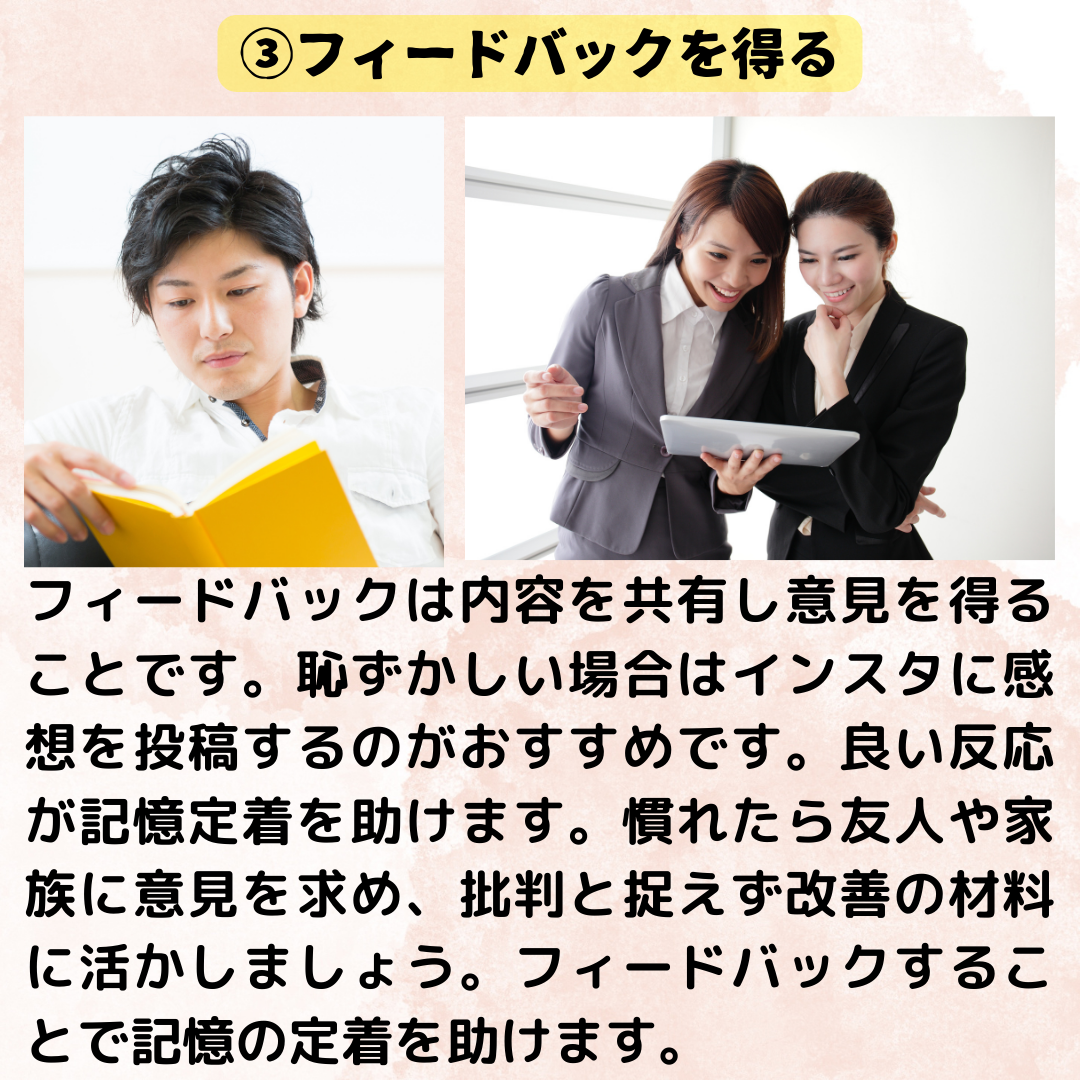 ③フィードバックを得る
フィードバックは内容を共有し意見を得る
ことです。恥ずかしい場合はインスタに感
想を投稿するのがおすすめです。良い反応
が記憶定着を助けます。慣れたら友人や家
族に意見を求め、批判と捉えず改善の材料
に活かしましょう。フィードバックするこ
とで記憶の定着を助けます。